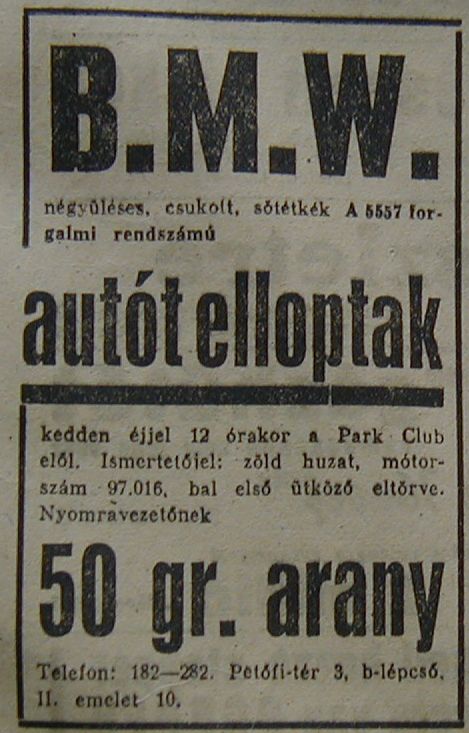 B.M.W.
négyüléses, csukott, sötétkék A 5557 for-
galmi rendszámú
autót elloptak
kedden éjjel 12 órakor a Park Club
elől. Ismertetőjel: zöld huzat, mótor-
szám 97.016, bal első ütköző eltörve.
Nyomravezetőnek
50 gr. arany
Telefon: 182—282. Petőfi-tér 3, b-lépcső,
II. emelet 10.